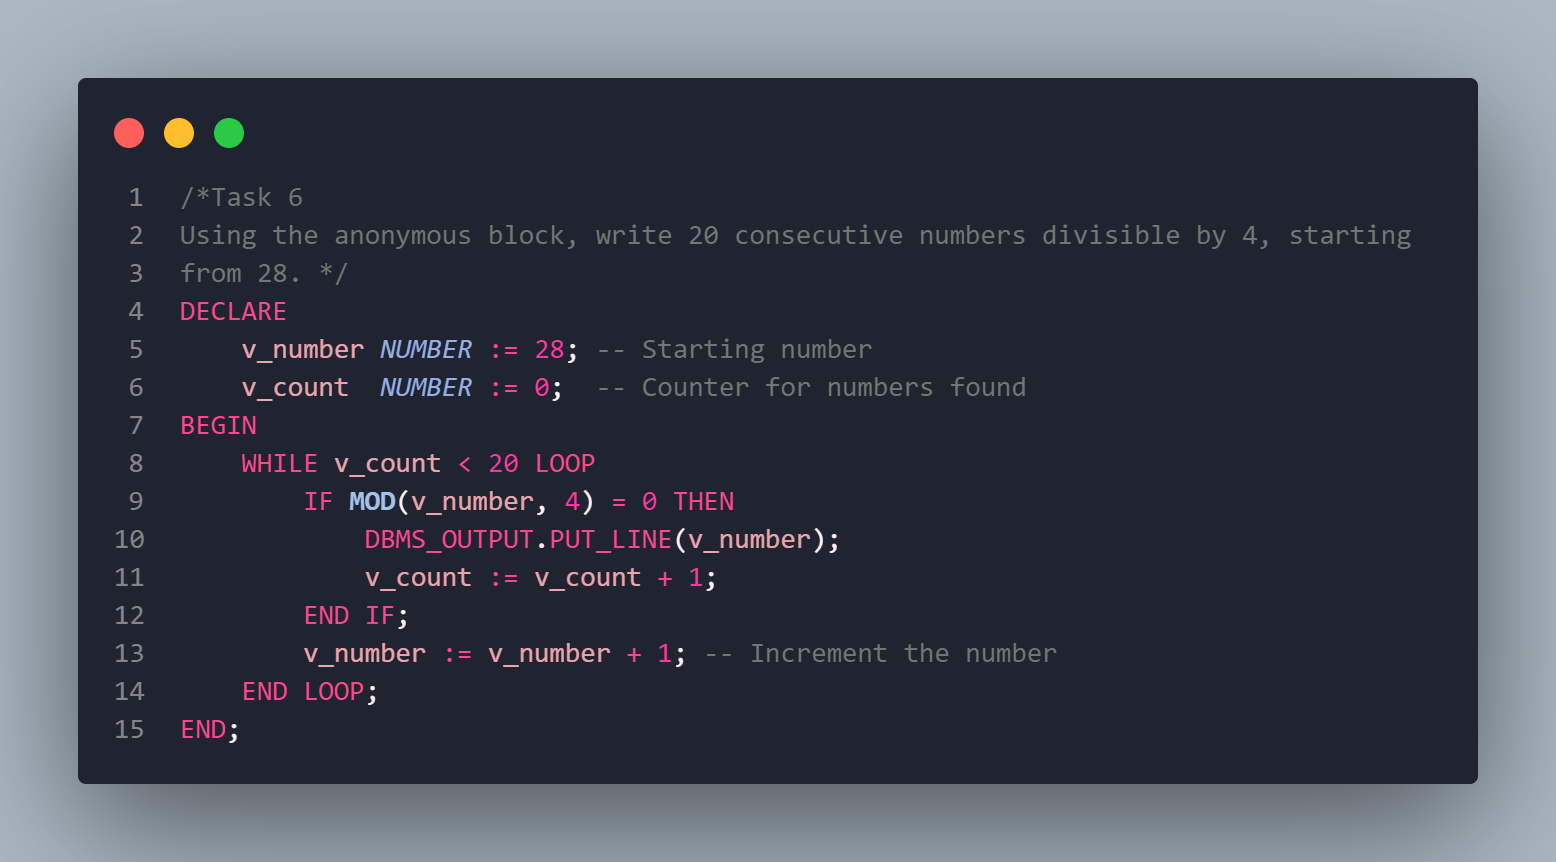 1 /*Task 6
2 Using the anonymous block, write 20 consecutive numbers divisible by 4, starting
3 from 28. */
4 DECLARE
5     v_number NUMBER := 28; -- Starting number
6     v_count  NUMBER := 0;  -- Counter for numbers found
7 BEGIN
8     WHILE v_count < 20 LOOP
9         IF MOD(v_number, 4) = 0 THEN
10             DBMS_OUTPUT.PUT_LINE(v_number);
11             v_count := v_count + 1;
12         END IF;
13         v_number := v_number + 1; -- Increment the number
14     END LOOP;
15 END;